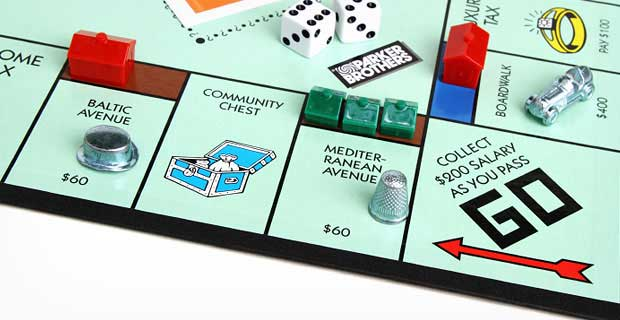 OME
X
BALTIC
AVENUE
$60
COMMUNITY
CHEST
MEDITER-
RANEAN
AVENUE
$60
COLLECT
$200 SALARY
AS YOU PASS
GO
PARKER
BROTHERS
BOARDWALK
$400
XURY
TAX
PAY $100